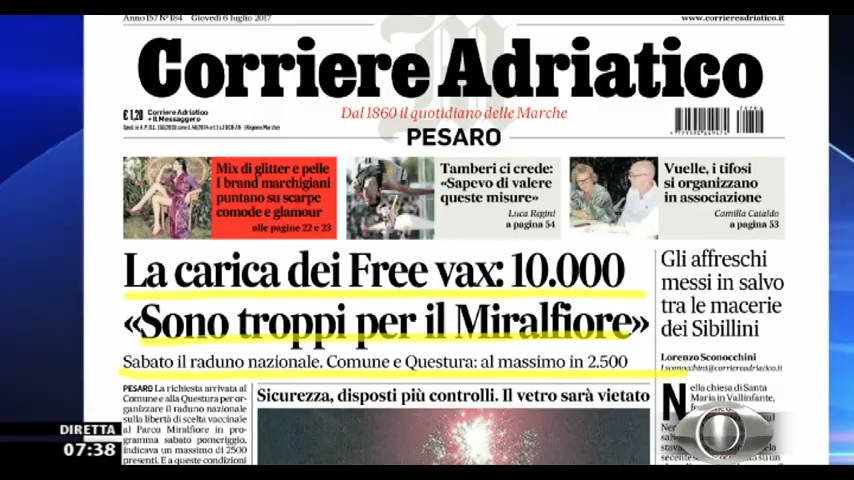 Anno 157 N° 184 Giovedì 6 luglio 2017
www.corriereadriatico.it
Corriere Adriatico
€ 1,20 Corriere Adriatico
+ Il Messaggero
Dal 1860 il quotidiano delle Marche
PESARO
Mix di glitter e pelle
I brand marchigiani
puntano su scarpe
comode e glamour
alle pagine 22 e 23
Tamberi ci crede:
«Sapevo di valere
queste misure»
Luca Regini
a pagina 54
Vuelle, i tifosi
si organizzano
in associazione
Camilla Cataldo
a pagina 53
La carica dei Free vax: 10.000
«Sono troppi per il Miralfiore»
Sabato il raduno nazionale. Comune e Questura: al massimo in 2.500
Gli affreschi
messi in salvo
tra le macerie
dei Sibillini
Lorenzo Sconocchini
l.sconocchini@corriereadriatico.it
PESARO La richiesta arrivata al
Comune e alla Questura per or-
ganizzare il raduno nazionale
sulla libertà di scelta vaccinale
al Parco Miralfiore in pro-
gramma sabato pomeriggio,
indicava un massimo di 2500
presenti. E a queste condizioni
Sicurezza, disposti più controlli. Il vetro sarà vietato
Nella chiesa di Santa
Maria in Vallinfante,
DIRETTA
07:38